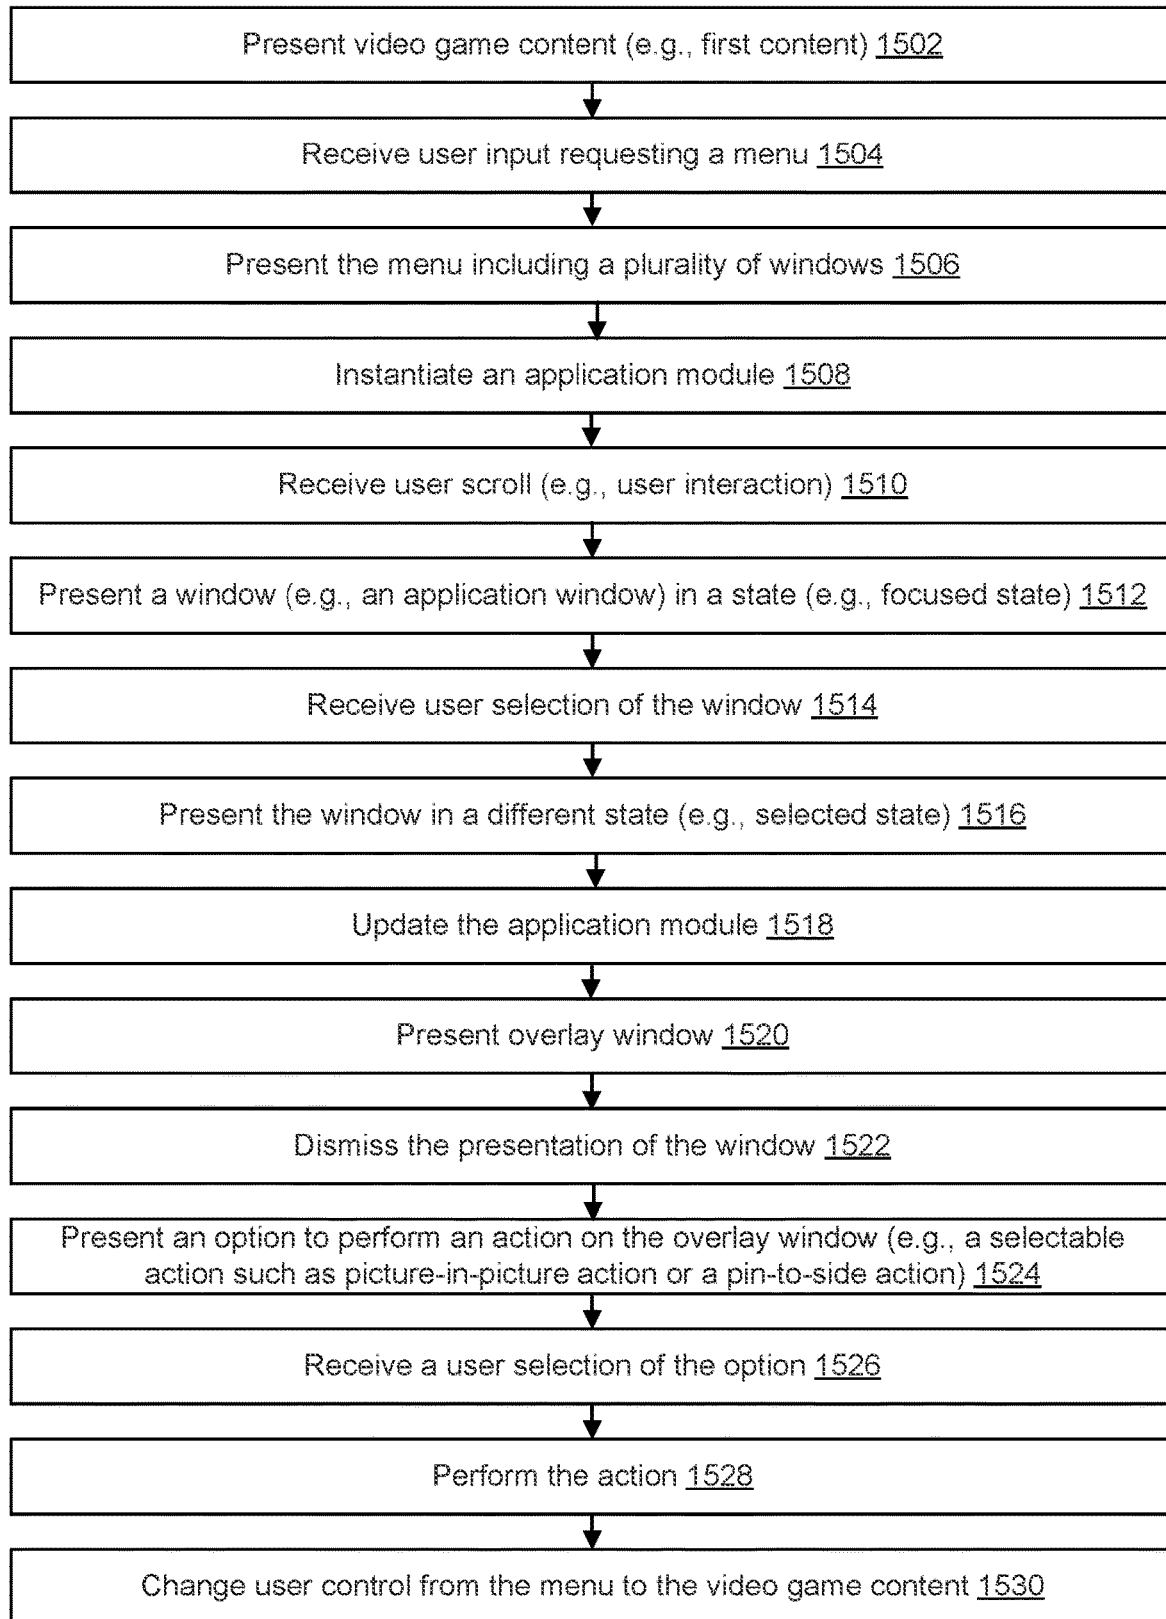 Present video game content (e.g., first content) 1502
Receive user input requesting a menu 1504
Present the menu including a plurality of windows 1506
Instantiate an application module 1508
Receive user scroll (e.g., user interaction) 1510
Present a window (e.g., an application window) in a state (e.g., focused state) 1512
Receive user selection of the window 1514
Present the window in a different state (e.g., selected state) 1516
Update the application module 1518
Present overlay window 1520
Dismiss the presentation of the window 1522
Present an option to perform an action on the overlay window (e.g., a selectable
action such as picture-in-picture action or a pin-to-side action) 1524
Receive a user selection of the option 1526
Perform the action 1528
Change user control from the menu to the video game content 1530